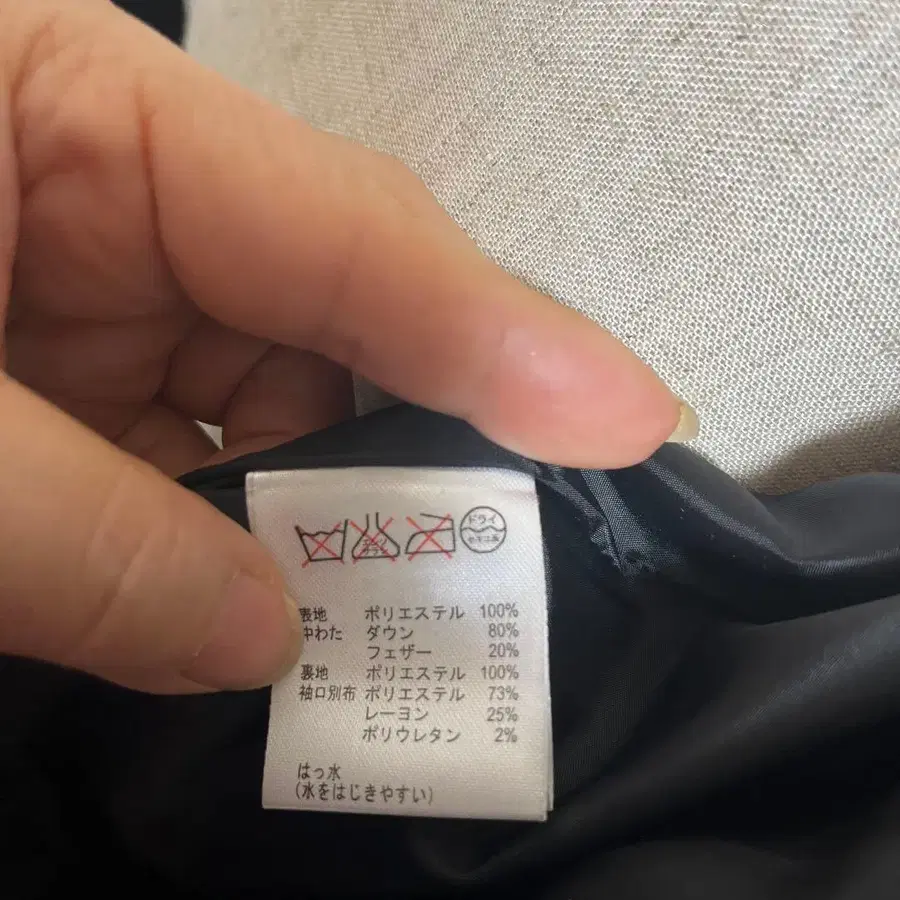 ドライ
セキユ系
表地 ポリエステル 100%
中わた ダウン 80%
フェザー 20%
裏地 ポリエステル 100%
袖口別布 ポリエステル 73%
レーヨン 25%
ポリウレタン 2%
はっ水
(水をはじきやすい)